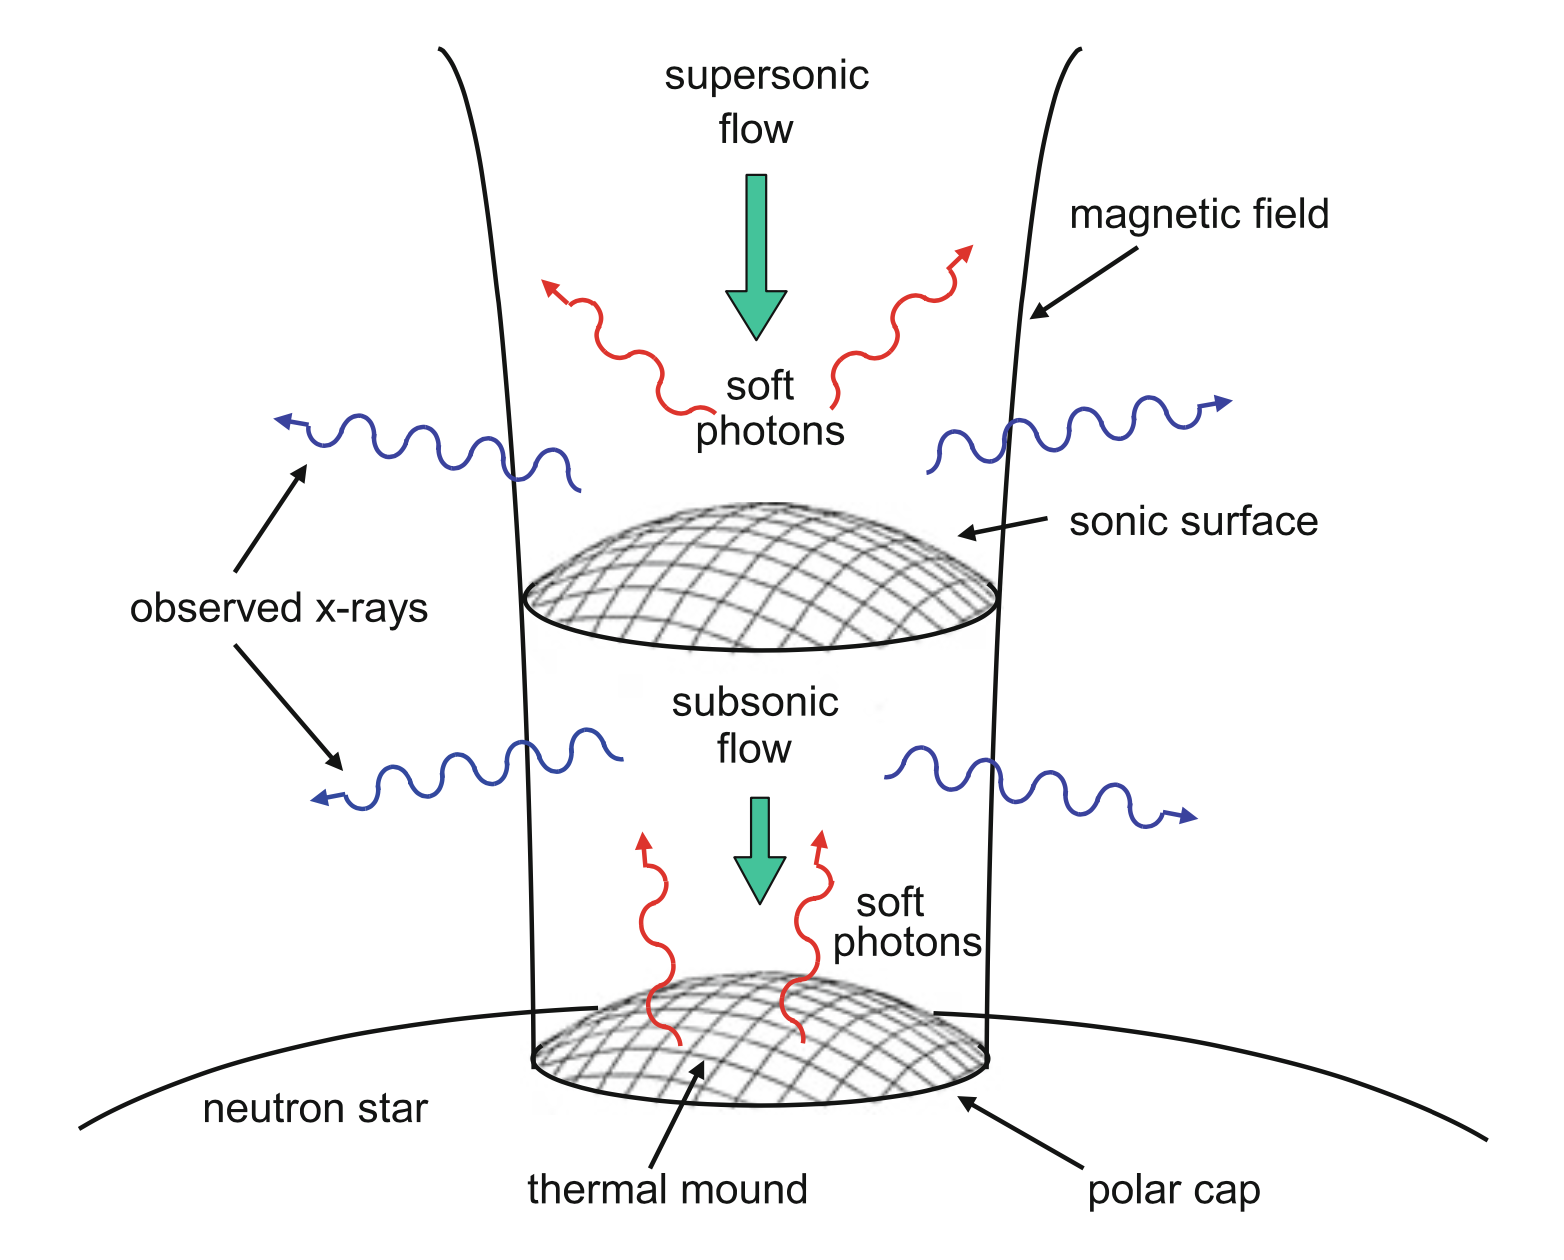 supersonic
flow
magnetic field
soft
photons
sonic surface
observed x-rays
subsonic
flow
soft
photons
neutron star
thermal mound
polar cap